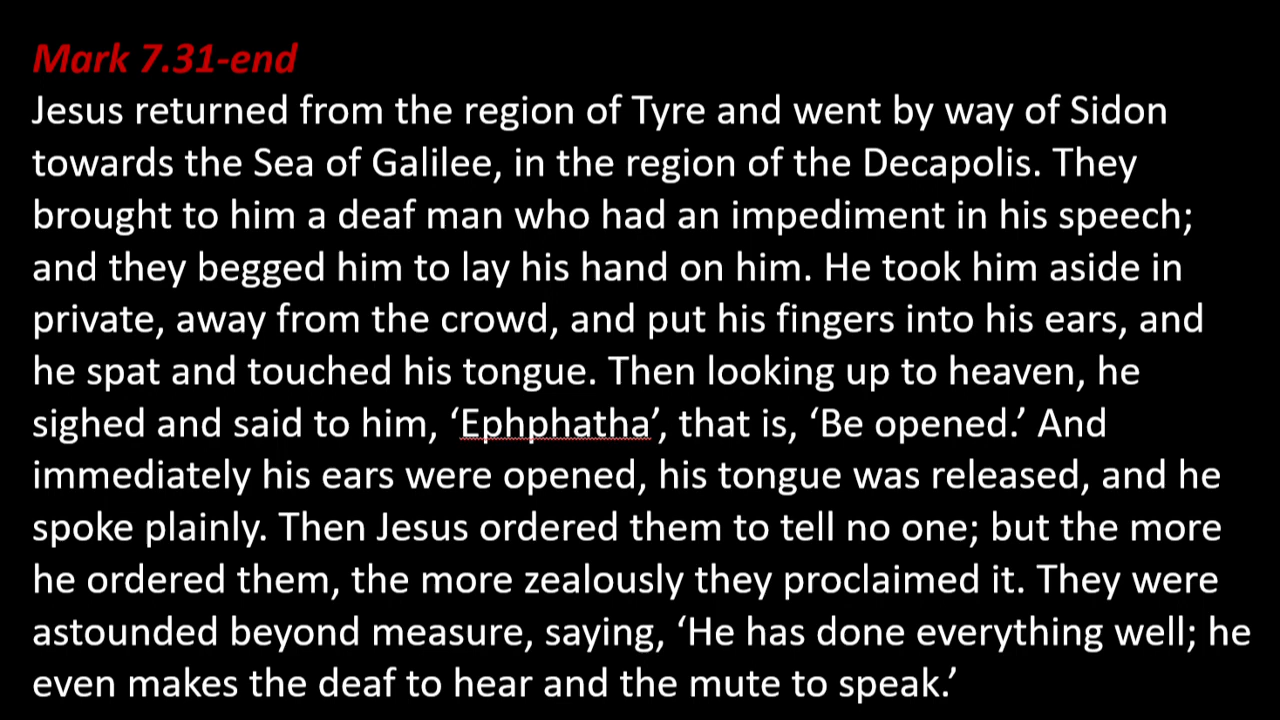 Mark 7.31-end
Jesus returned from the region of Tyre and went by way of Sidon
towards the Sea of Galilee, in the region of the Decapolis. They
brought to him a deaf man who had an impediment in his speech;
and they begged him to lay his hand on him. He took him aside in
private, away from the crowd, and put his fingers into his ears, and
he spat and touched his tongue. Then looking up to heaven, he
sighed and said to him, ‘Ephphatha’, that is, ‘Be opened.’ And
immediately his ears were opened, his tongue was released, and he
spoke plainly. Then Jesus ordered them to tell no one; but the more
he ordered them, the more zealously they proclaimed it. They were
astounded beyond measure, saying, ‘He has done everything well; he
even makes the deaf to hear and the mute to speak.’